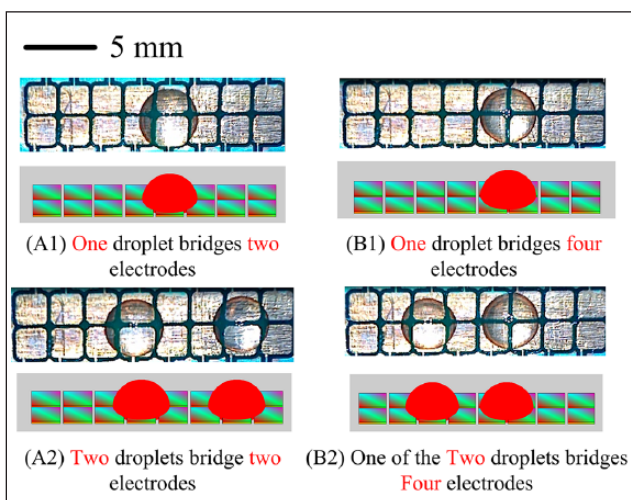 5 mm
(A1) One droplet bridges two
electrodes
(B1) One droplet bridges four
electrodes
(A2) Two droplets bridge two
electrodes
(B2) One of the Two droplets bridges
Four electrodes